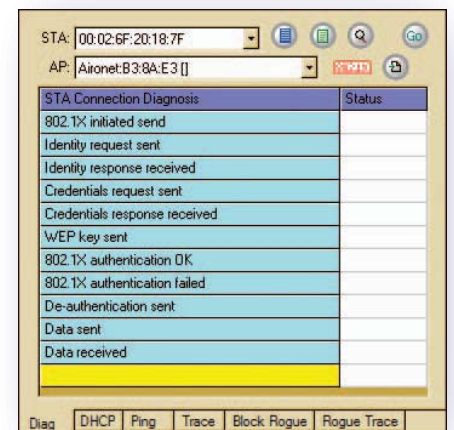 STA: 00:02:6F:20:18:7F Go
AP: Aironet:B3:8A:E3 []
STA Connection Diagnosis Status
802.1X initiated send
Identity request sent
Identity response received
Credentials request sent
Credentials response received
WEP key sent
802.1X authentication OK
802.1X authentication failed
De-authentication sent
Data sent
Data received
Diag DHCP Ping Trace Block Rogue Rogue Trace